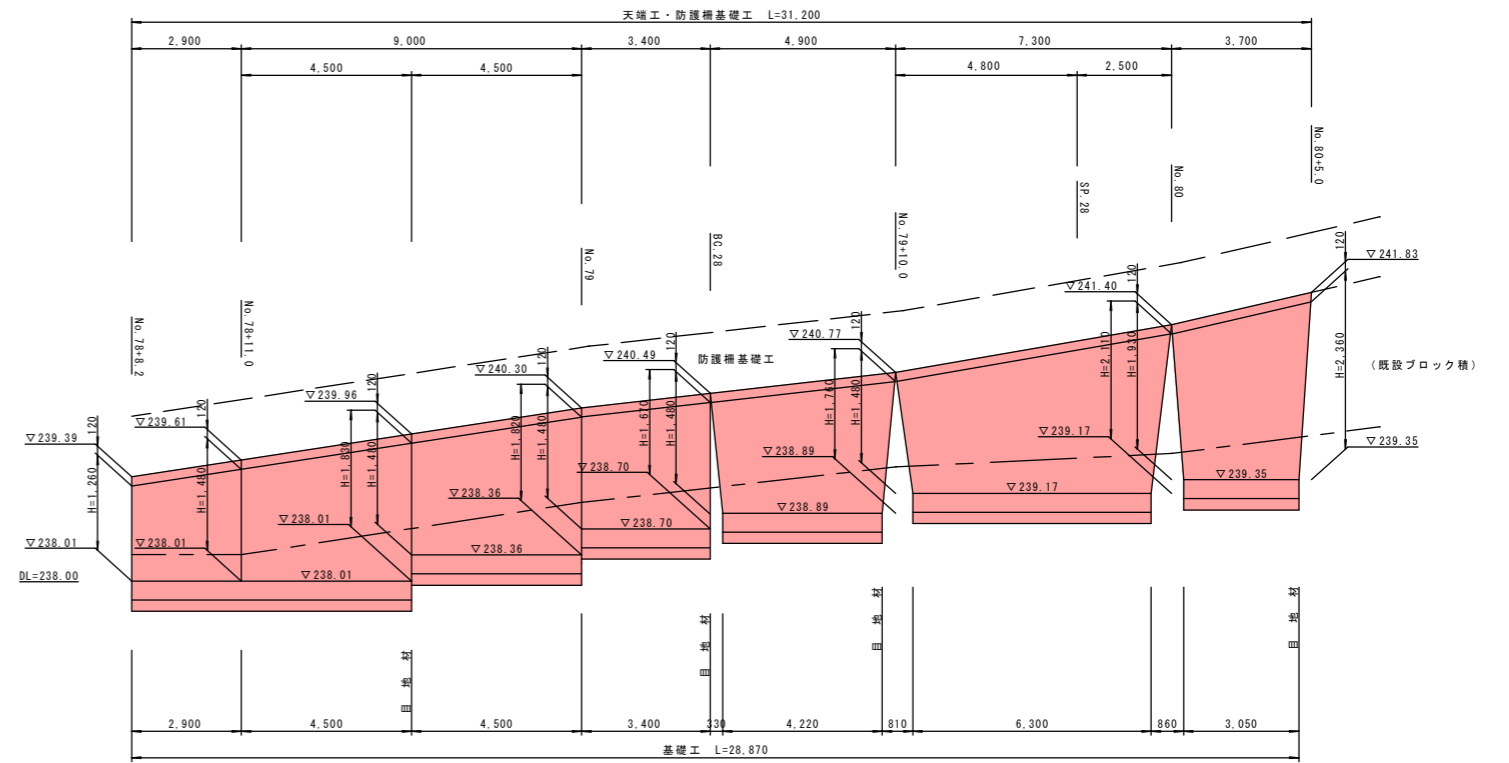 天端工・防護柵基礎工 L=31,200
2,900
9,000
3,400
4,900
7,300
3,700
4,500
4,500
4,800
2,500
No.78+8.2
No.78+11.0
No.79
BC.28
No.79+10.0
SP.28
No.80
No.80+5.0
防護柵基礎工
(既設ブロック積)
▽239.39
120
H=1,260
▽238.01
DL=238.00
▽239.61
120
H=1,480
▽238.01
▽239.96
120
H=1,830
H=1,480
▽238.01
▽238.01
▽240.30
120
H=1,820
H=1,480
▽238.36
▽238.36
▽240.49
120
H=1,670
H=1,480
▽238.70
▽238.70
▽240.77
120
H=1,760
H=1,480
▽238.89
▽238.89
▽241.40
120
H=2,110
H=1,930
▽239.17
▽239.17
120
▽241.83
H=2,360
▽239.35
▽239.35
目地材
目地材
目地材
目地材
2,900
4,500
4,500
3,400
330
4,220
810
6,300
860
3,050
基礎工 L=28,870